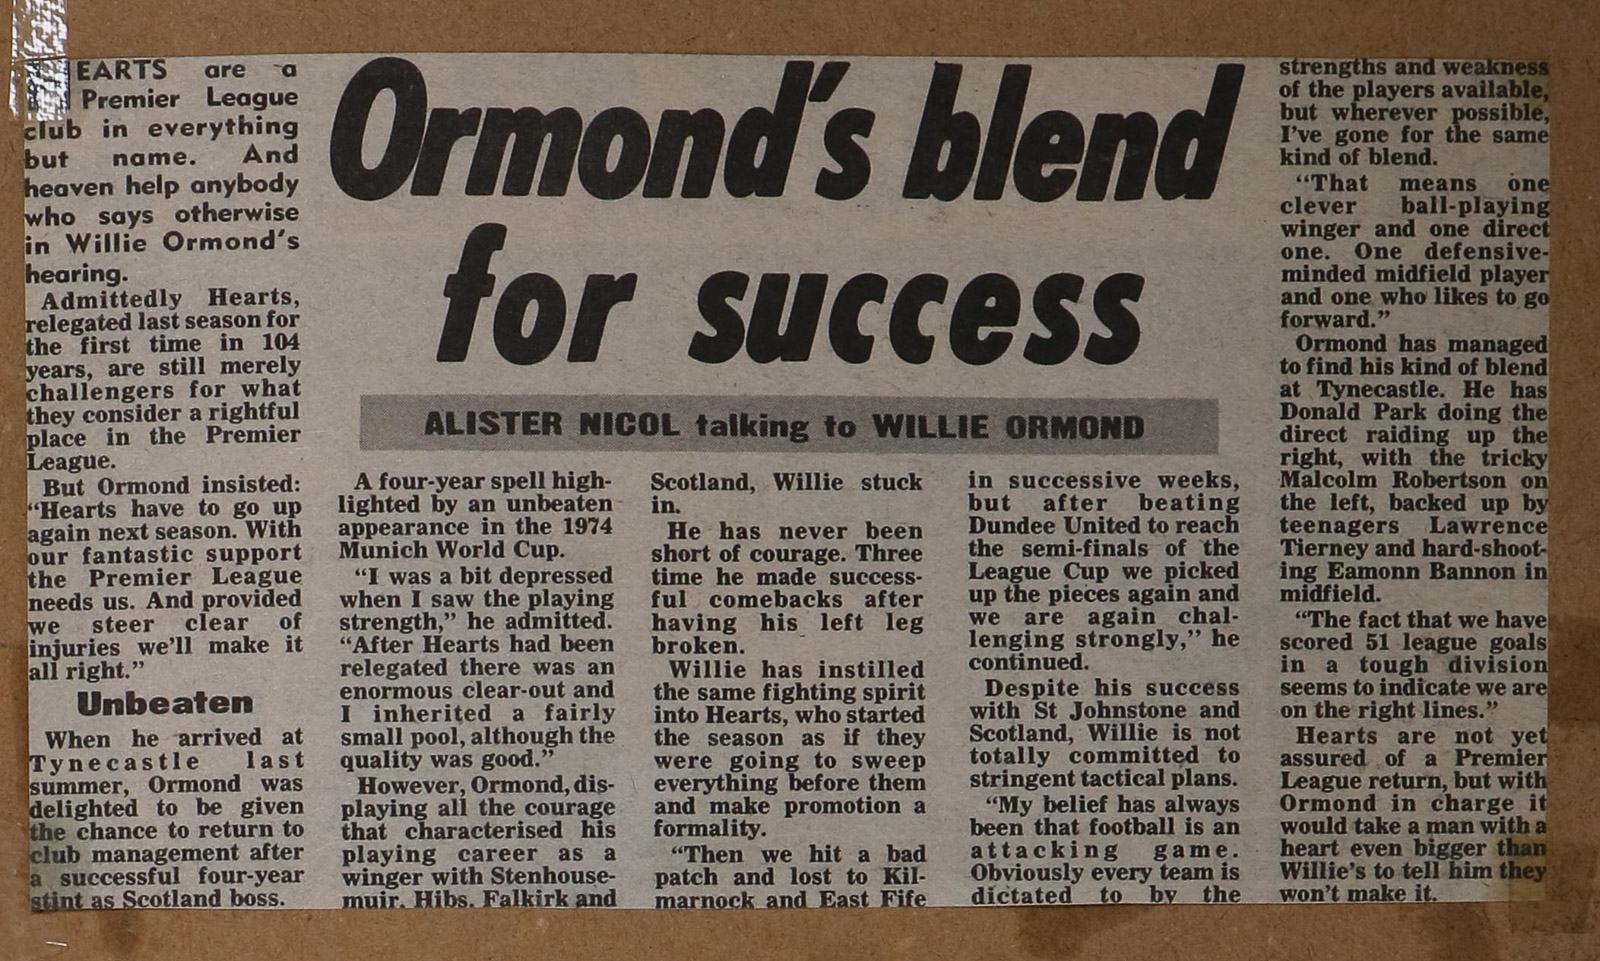 Ormond's blend
for success
ALISTER NICOL talking to WILLIE ORMOND
EARTS are a
Premier League
club in everything
but name. And
heaven help anybody
who says otherwise
in Willie Ormond's
hearing.
Admittedly Hearts,
relegated last season for
the first time in 104
years, are still merely
challengers for what
they consider a rightful
place in the Premier
League.
But Ormond insisted:
"Hearts have to go up
again next season. With
our fantastic support
the Premier League
needs us. And provided
we steer clear of
injuries we'll make it
all right."
Unbeaten
When he arrived at
Tynecastle last
summer, Ormond was
delighted to be given
the chance to return to
club management after
a successful four-year
stint as Scotland boss.
A four-year spell high-
lighted by an unbeaten
appearance in the 1974
Munich World Cup.
"I was a bit depressed
when I saw the playing
strength," he admitted.
"After Hearts had been
relegated there was an
enormous clear-out and
I inherited a fairly
small pool, although the
quality was good."
However, Ormond, dis-
playing all the courage
that characterised his
playing career as a
winger with Stenhouse-
muir, Hibs, Falkirk and
Scotland, Willie stuck
in.
He has never been
short of courage. Three
time he made success-
ful comebacks after
having his left leg
broken.
Willie has instilled
the same fighting spirit
into Hearts, who started
the season as if they
were going to sweep
everything before them
and make promotion a
formality.
"Then we hit a bad
patch and lost to Kil-
marnock and East Fife
in successive weeks,
but after beating
Dundee United to reach
the semi-finals of the
League Cup we picked
up the pieces again and
we are again chal-
lenging strongly," he
continued.
Despite his success
with St Johnstone and
Scotland, Willie is not
totally committed to
stringent tactical plans.
"My belief has always
been that football is an
attacking game.
Obviously every team is
dictated to by the
strengths and weakness
of the players available,
but wherever possible,
I've gone for the same
kind of blend.
"That means one
clever ball-playing
winger and one direct
one. One defensive-
minded midfield player
and one who likes to go
forward."
Ormond has managed
to find his kind of blend
at Tynecastle. He has
Donald Park doing the
direct raiding up the
right, with the tricky
Malcolm Robertson on
the left, backed up by
teenagers Lawrence
Tierney and hard-shoot-
ing Eamonn Bannon in
midfield.
"The fact that we have
scored 51 league goals
in a tough division
seems to indicate we are
on the right lines."
Hearts are not yet
assured of a Premier
League return, but with
Ormond in charge it
would take a man with a
heart even bigger than
Willie's to tell him they
won't make it.